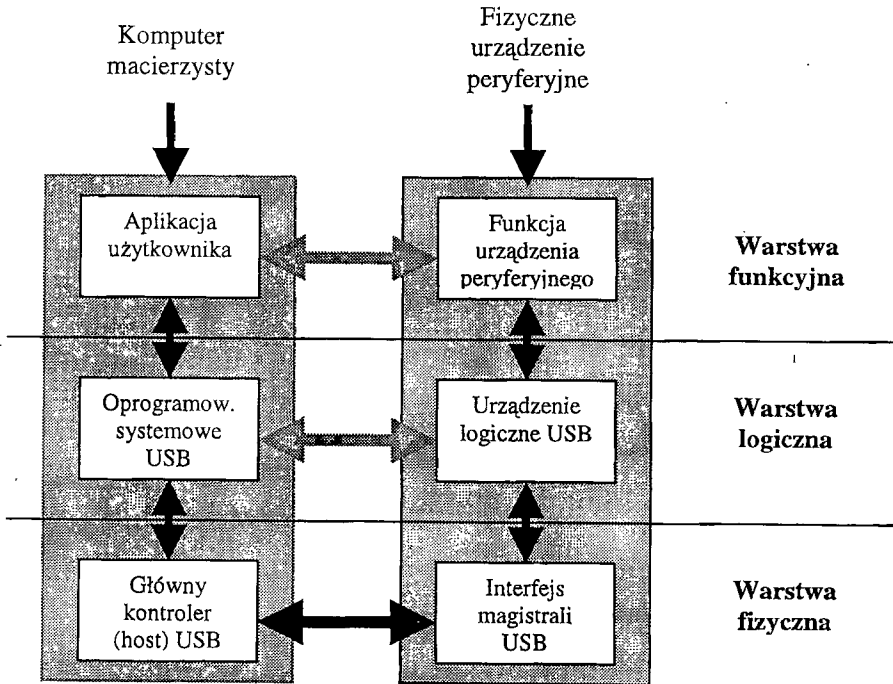 Komputer
macierzysty
Fizyczne
urządzenie
peryferyjne
Aplikacja
użytkownika
Funkcja
urządzenia
peryferyjnego
Warstwa
funkcyjna
Oprogramow.
systemowe
USB
Urządzenie
logiczne USB
Warstwa
logiczna
Główny
kontroler
(host) USB
Interfejs
magistrali
USB
Warstwa
fizyczna